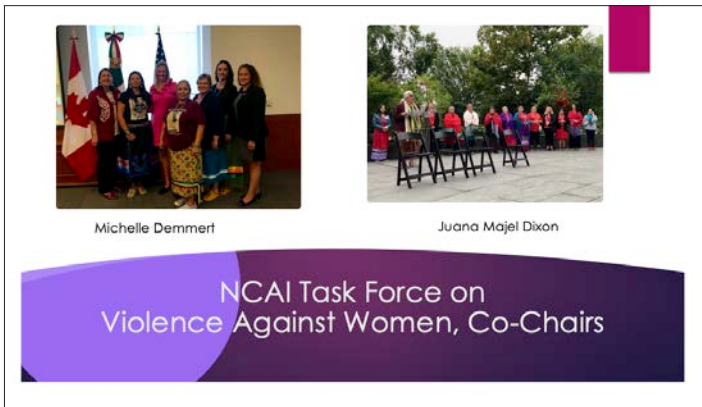 Michelle Demmert
Juana Majel Dixon
NCAI Task Force on
Violence Against Women, Co-Chairs